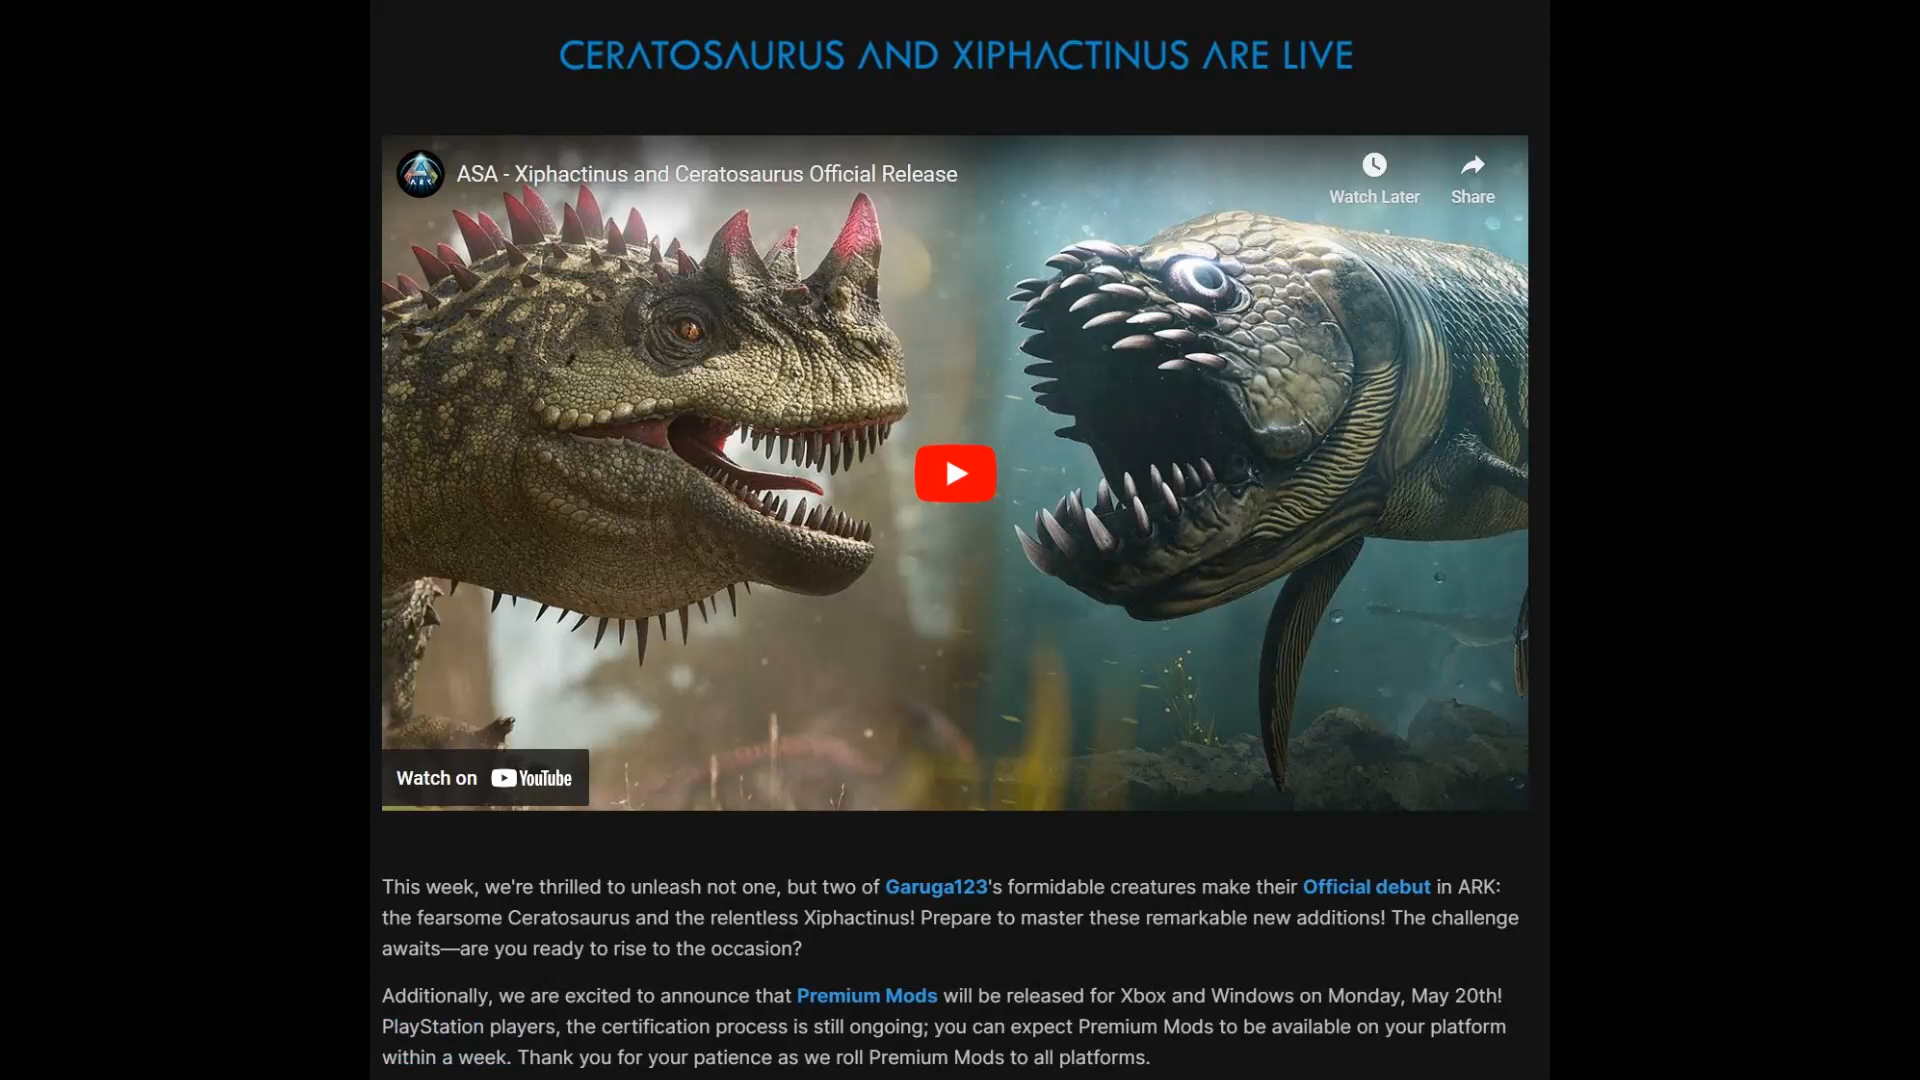 CERATOSAURUS AND XIPHACTINUS ARE LIVE
ARK
ASA - Xiphactinus and Ceratosaurus Official Release
Watch Later
Share
Watch on YouTube
This week, we're thrilled to unleash not one, but two of Garuga123's formidable creatures make their Official debut in ARK:
the fearsome Ceratosaurus and the relentless Xiphactinus! Prepare to master these remarkable new additions! The challenge
awaits—are you ready to rise to the occasion?
Additionally, we are excited to announce that Premium Mods will be released for Xbox and Windows on Monday, May 20th!
PlayStation players, the certification process is still ongoing; you can expect Premium Mods to be available on your platform
within a week. Thank you for your patience as we roll Premium Mods to all platforms.